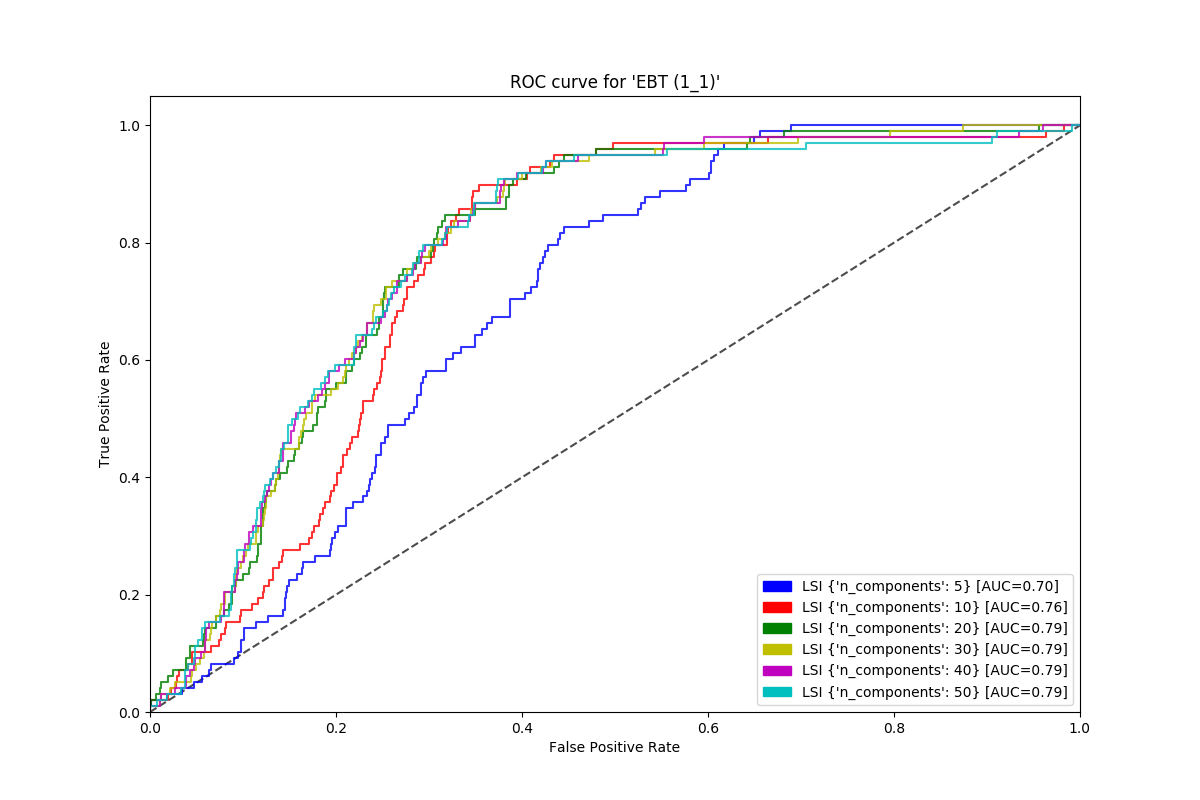 ROC curve for 'EBT (1_1)'
True Positive Rate
1.0
0.8
0.6
0.4
0.2
0.0
0.0 0.2 0.4 0.6 0.8 1.0
False Positive Rate
LSI {'n_components': 5} [AUC=0.70]
LSI {'n_components': 10} [AUC=0.76]
LSI {'n_components': 20} [AUC=0.79]
LSI {'n_components': 30} [AUC=0.79]
LSI {'n_components': 40} [AUC=0.79]
LSI {'n_components': 50} [AUC=0.79]